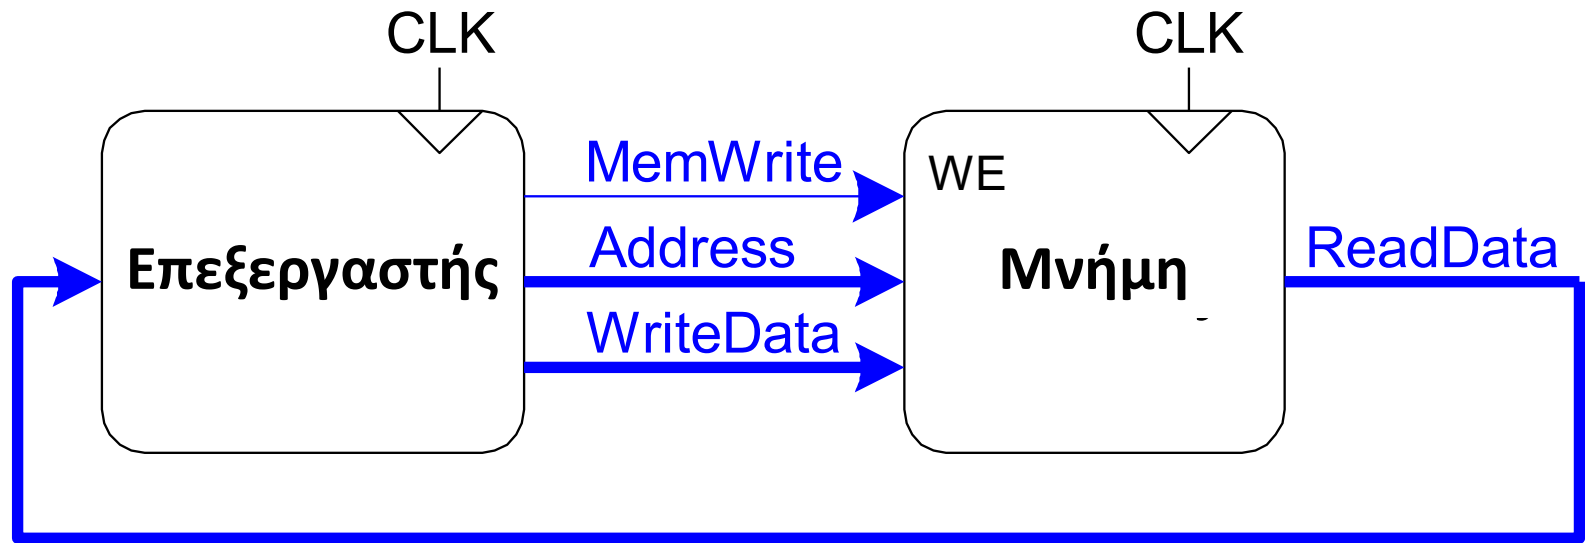 CLK
CLK
MemWrite
WE
Address
Επεξεργαστής
Μνήμη
ReadData
WriteData